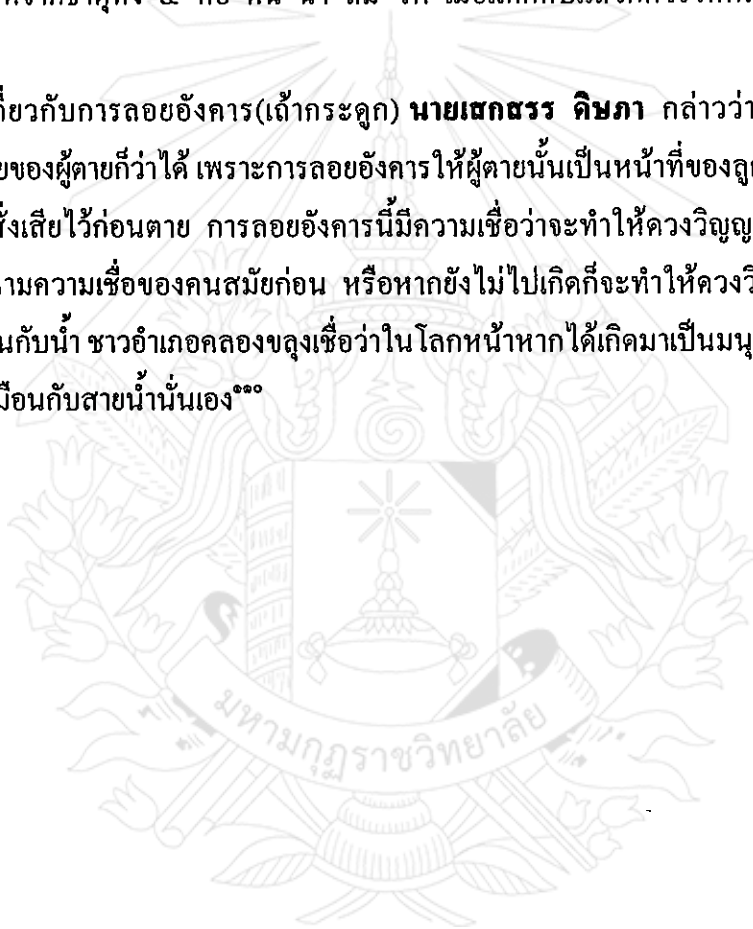 กี่ยวกับการลอยอังคาร(เถ้ากระดูก) นายเสกสรร ดิษภา กล่าวว่า
ยของผู้ตายก็ว่าได้ เพราะการลอยอังคารให้ผู้ตายนั้นเป็นหน้าที่ของลูก
สั่งเสียไว้ก่อนตาย การลอยอังคารนี้มีความเชื่อว่าจะทำให้ดวงวิญญ
ามความเชื่อของคนสมัยก่อน หรือหากยังไม่ไปเกิดก็จะทำให้ดวงวิ
นกับน้ำ ชาวอำเภอคลองขลุงเชื่อว่าในโลกหน้าหากได้เกิดมาเป็นมนุ
มือนกับสายน้ำนั่นเอง๑๑๐
มหามกุฏราชวิทยาลัย